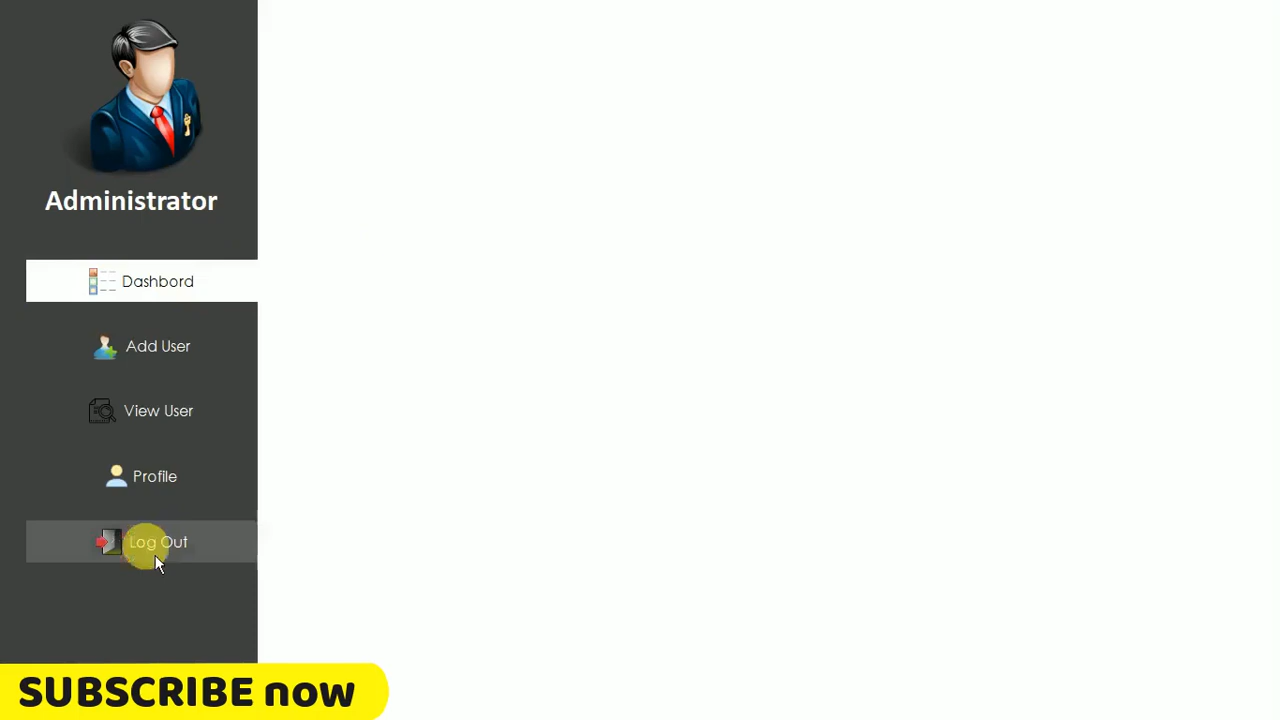 Administrator
Dashbord
Add User
View User
Profile
Log Out
SUBSCRIBE now